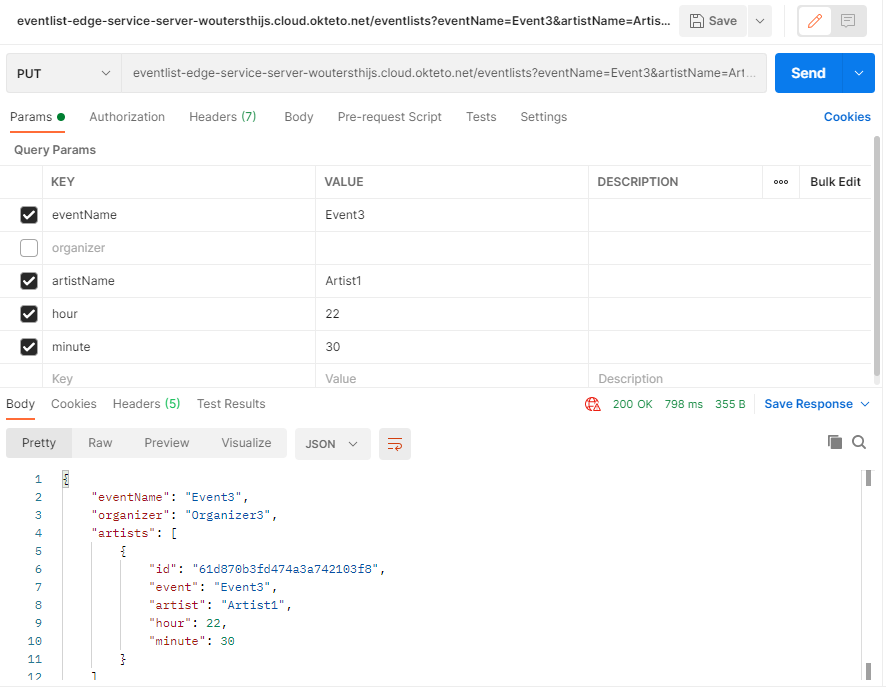 eventlist-edge-service-server-woutersthijs.cloud.okteto.net/eventlists?eventName=Event3&artistName=Artis... Save
PUT eventlist-edge-service-server-woutersthijs.cloud.okteto.net/eventlists?eventName=Event3&artistName=Art... Send
Params Authorization Headers (7) Body Pre-request Script Tests Settings Cookies
Query Params
KEY VALUE DESCRIPTION ooo Bulk Edit
eventName Event3
organizer
artistName Artist1
hour 22
minute 30
Key Value Description
Body Cookies Headers (5) Test Results 200 OK 798 ms 355 B Save Response
Pretty Raw Preview Visualize JSON
1 {
2 "eventName": "Event3",
3 "organizer": "Organizer3",
4 "artists": [
5 {
6 "id": "61d870b3fd474a3a742103f8",
7 "event": "Event3",
8 "artist": "Artist1",
9 "hour": 22,
10 "minute": 30
11 }
12 ]